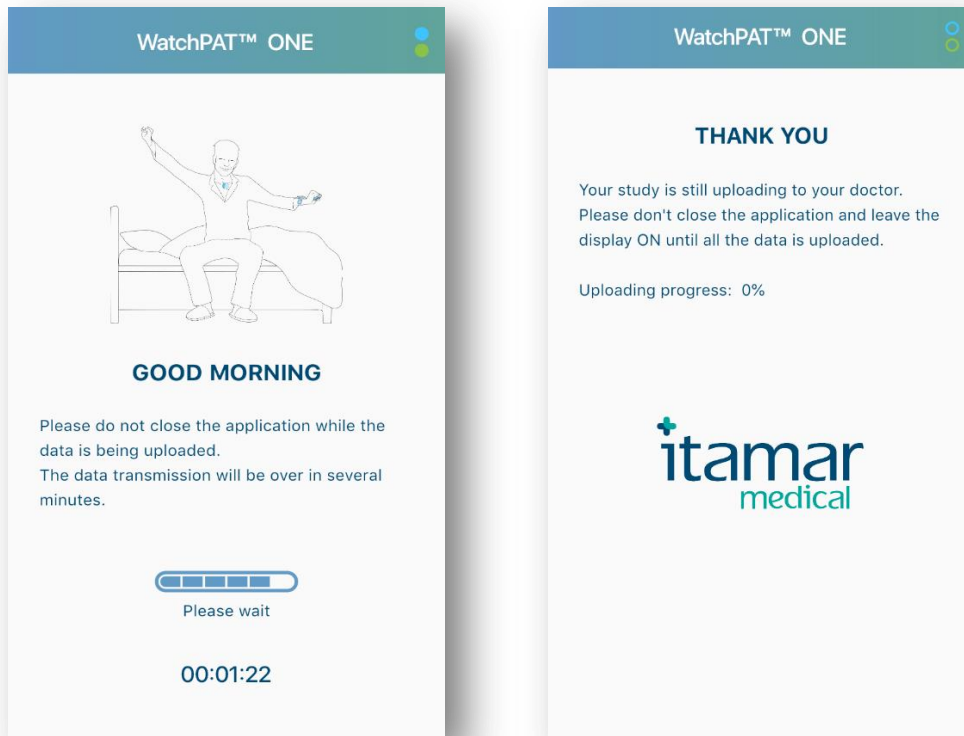 WatchPAT™ ONE
GOOD MORNING
Please do not close the application while the
data is being uploaded.
The data transmission will be over in several
minutes.
Please wait
00:01:22
WatchPAT™ ONE
THANK YOU
Your study is still uploading to your doctor.
Please don't close the application and leave the
display ON until all the data is uploaded.
Uploading progress: 0%
itamar
medical